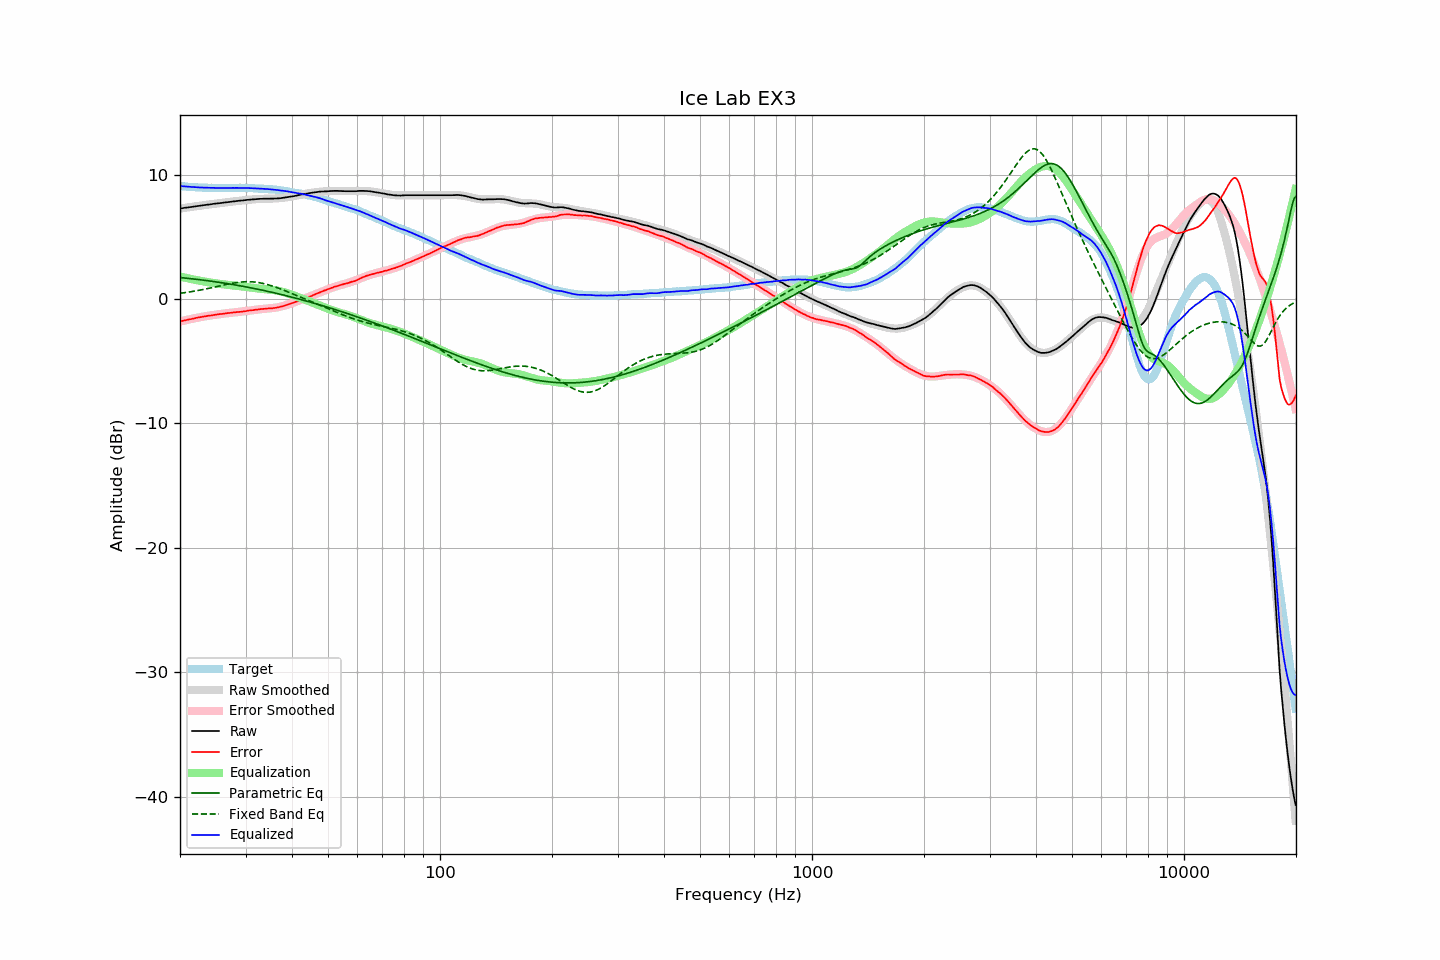 Ice Lab EX3
10
0
−10
−20
−30
−40
Amplitude (dBr)
Target
Raw Smoothed
Error Smoothed
Raw
Error
Equalization
Parametric Eq
Fixed Band Eq
Equalized
100
1000
10000
Frequency (Hz)